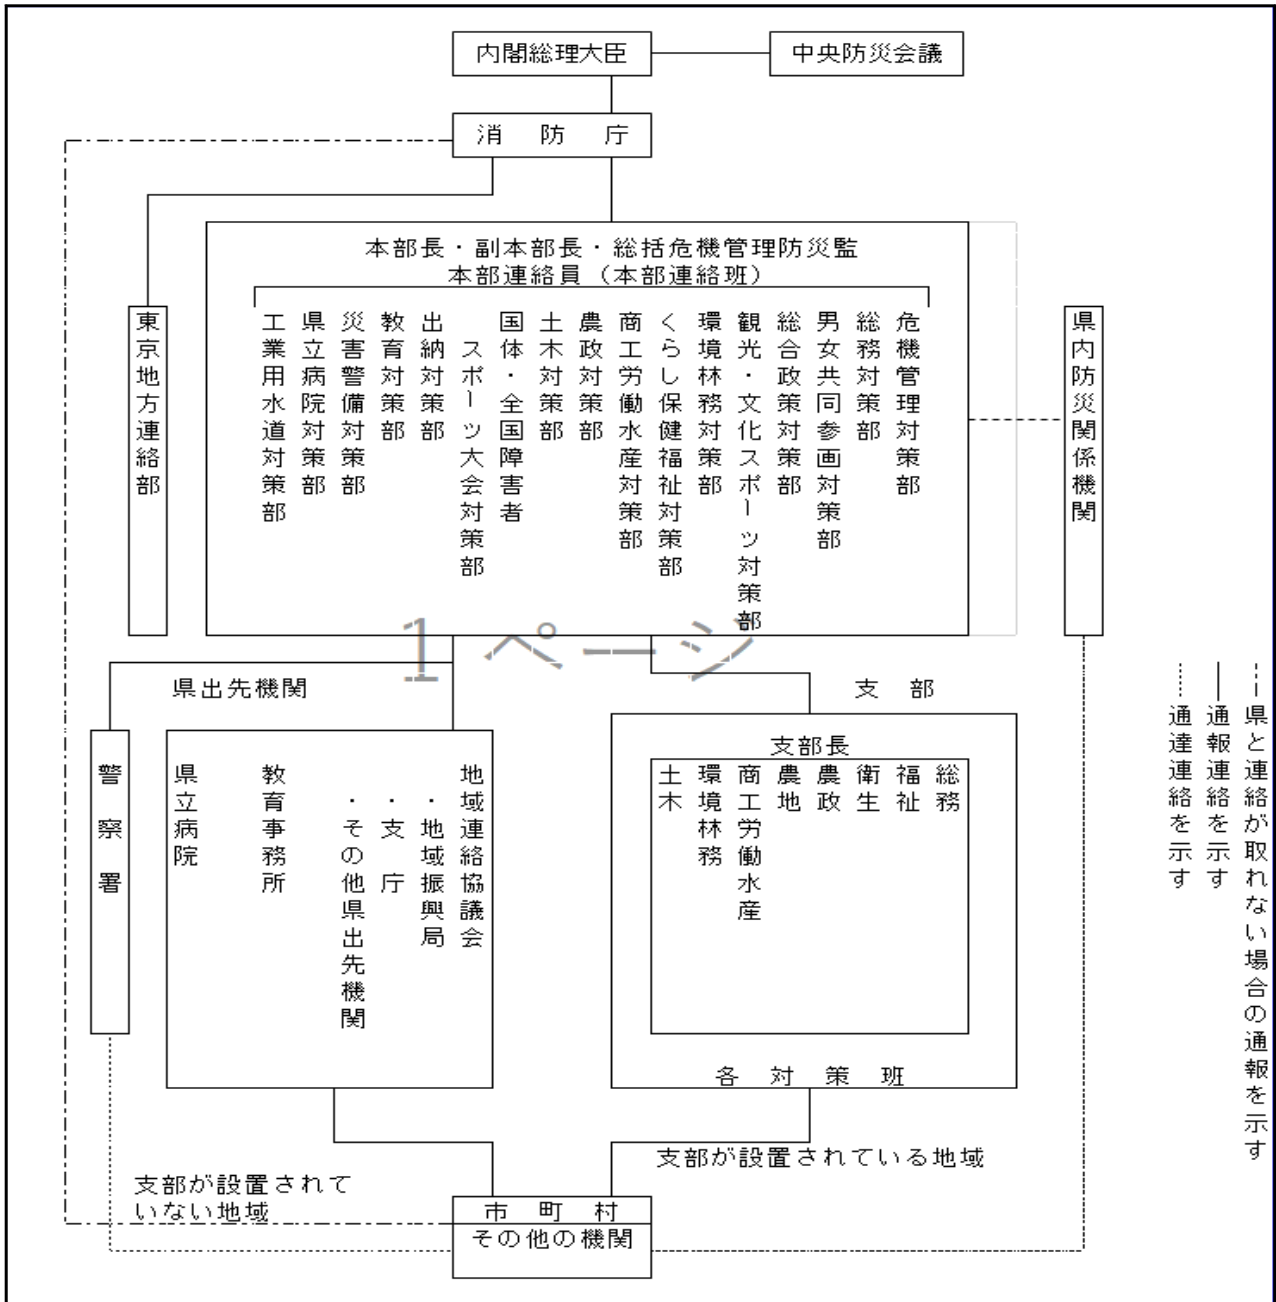 内閣総理大臣
中央防災会議
消防庁
本部長・副本部長・総括危機管理防災監
本部連絡員（本部連絡班）
危機管理対策部
総務対策部
男女共同参画対策部
総合政策対策部
観光・文化スポーツ対策部
環境林務対策部
くらし保健福祉対策部
商工労働水産対策部
農政対策部
土木対策部
国体・全国障害者
スポーツ大会対策部
出納対策部
教育対策部
災害警備対策部
県立病院対策部
工業用水道対策部
東京地方連絡部
県内防災関係機関
1 ページ
県出先機関
支部
警察署
地域連絡協議会
・地域振興局
・支庁
・その他県出先機関
教育事務所
県立病院
支部長
総務
福祉
衛生
農政
農地
商工労働水産
環境林務
土木
各対策班
支部が設置されて
いない地域
支部が設置されている地域
市町村
その他の機関
県と連絡が取れない場合の通報を示す
通報連絡を示す
通達連絡を示す